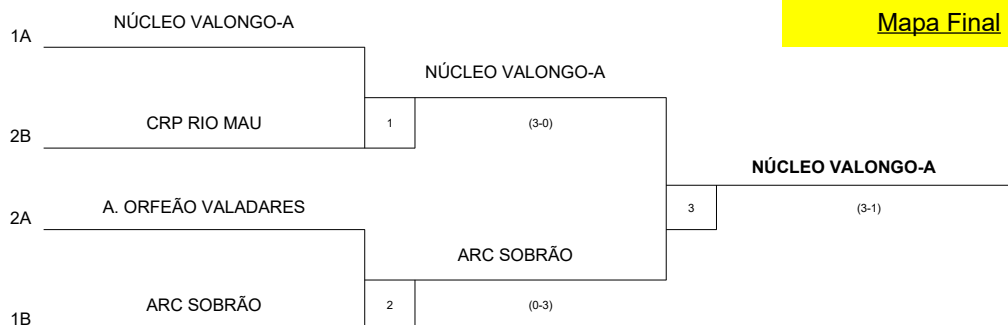 Mapa Final
1A NÚCLEO VALONGO-A
NÚCLEO VALONGO-A
2B CRP RIO MAU 1 (3-0)
NÚCLEO VALONGO-A
2A A. ORFEÃO VALADARES 3 (3-1)
ARC SOBRÃO
1B ARC SOBRÃO 2 (0-3)